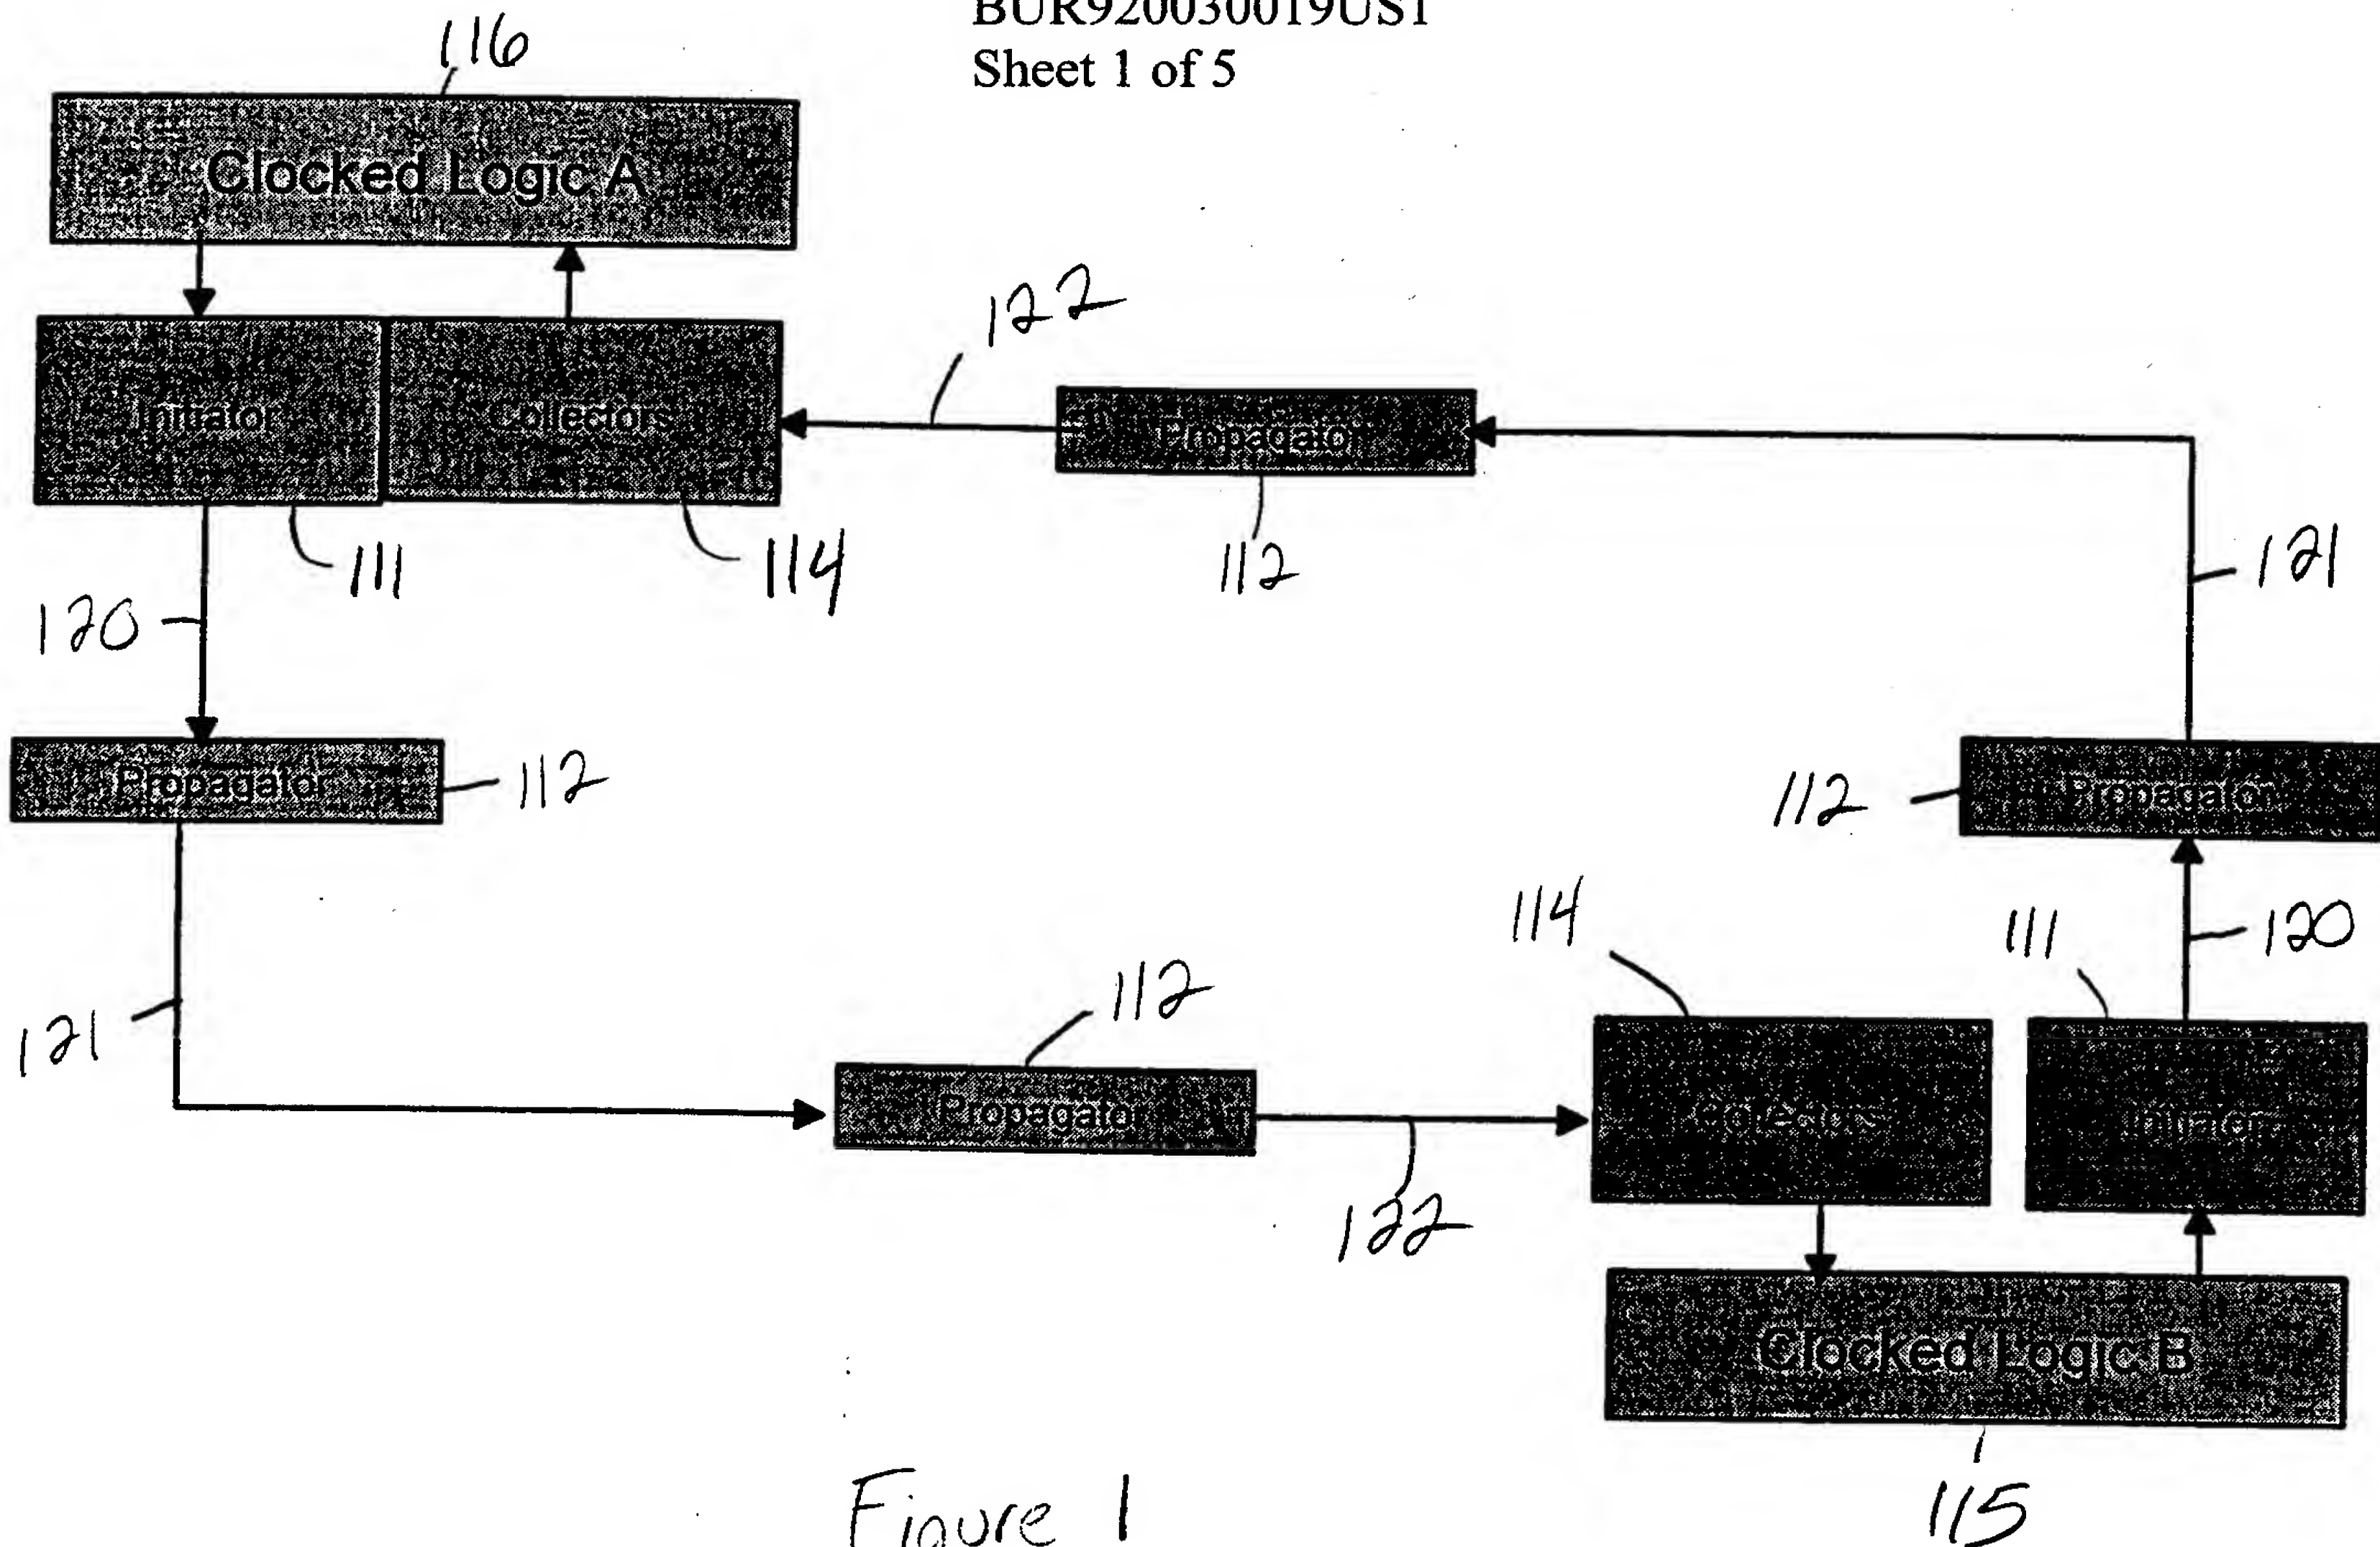 BUR920030019US1
Sheet 1 of 5
116
Clocked Logic A
122
Initiator
Collectors
Propagator
111
114
112
121
120
Propagator
112
112
Propagator
114
111
120
121
112
Propagator
Collectors
Initiator
122
Clocked Logic B
115
Figure 1